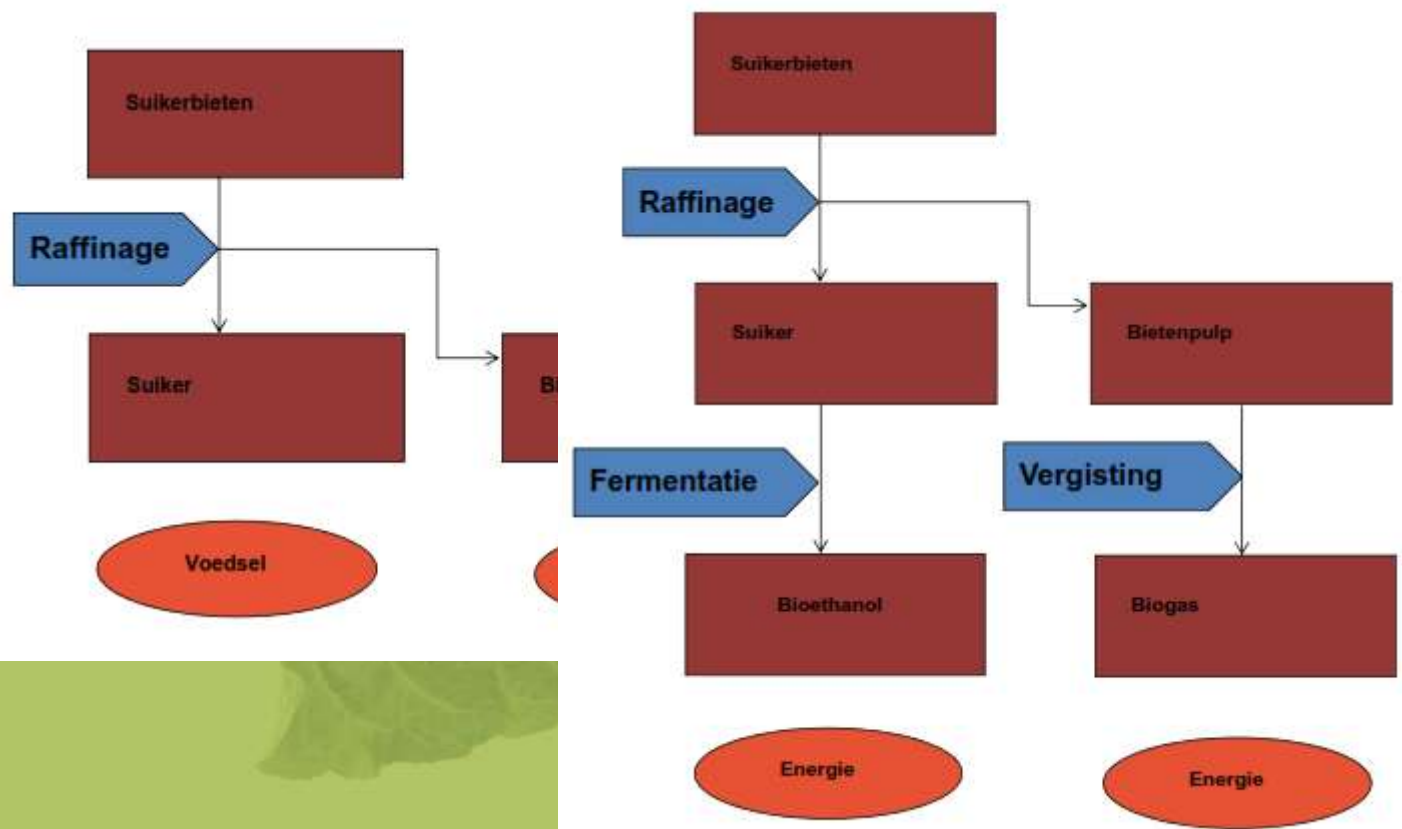 Suikerbieten
Raffinage
Suiker
Voedsel
Suikerbieten
Raffinage
Suiker
Bietenpulp
Fermentatie
Vergisting
Bioethanol
Biogas
Energie
Energie